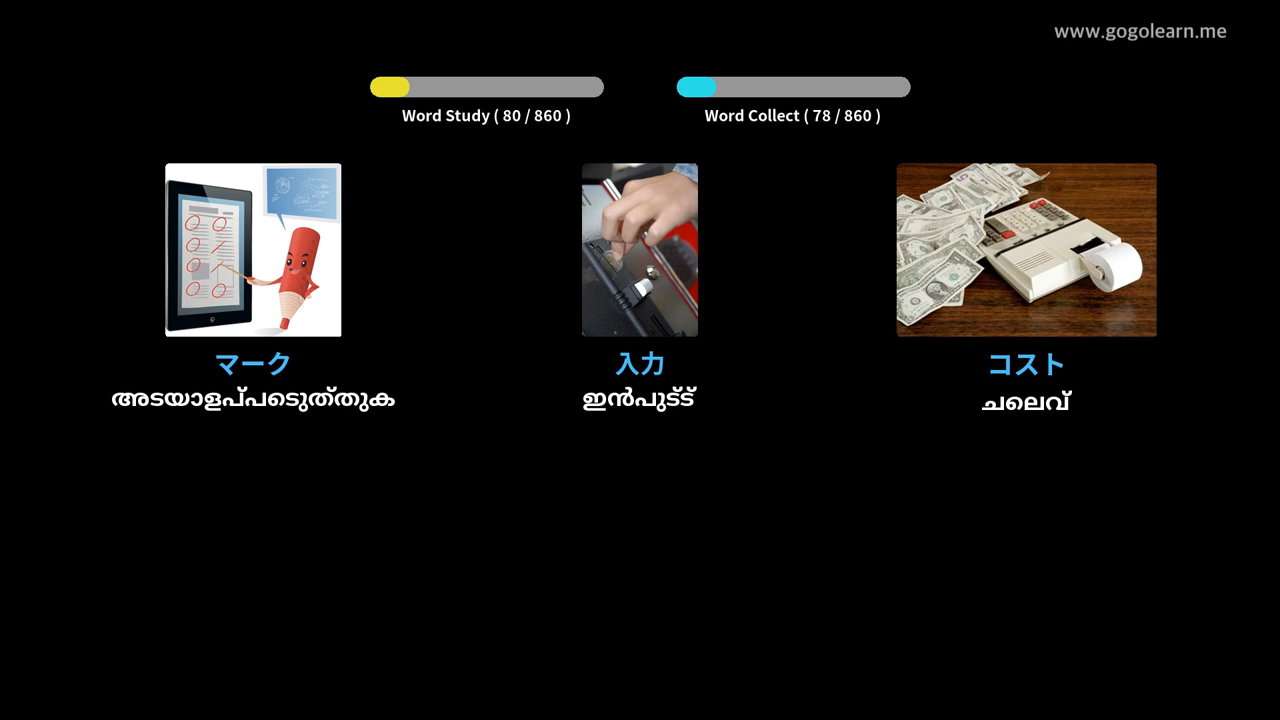 www.gogolearn.me
Word Study ( 80 / 860 )
Word Collect ( 78 / 860 )
マーク
അടയാളപ്പടെുത്തുക
入力
ഇൻപുട്ട്
コスト
ചലെവ്